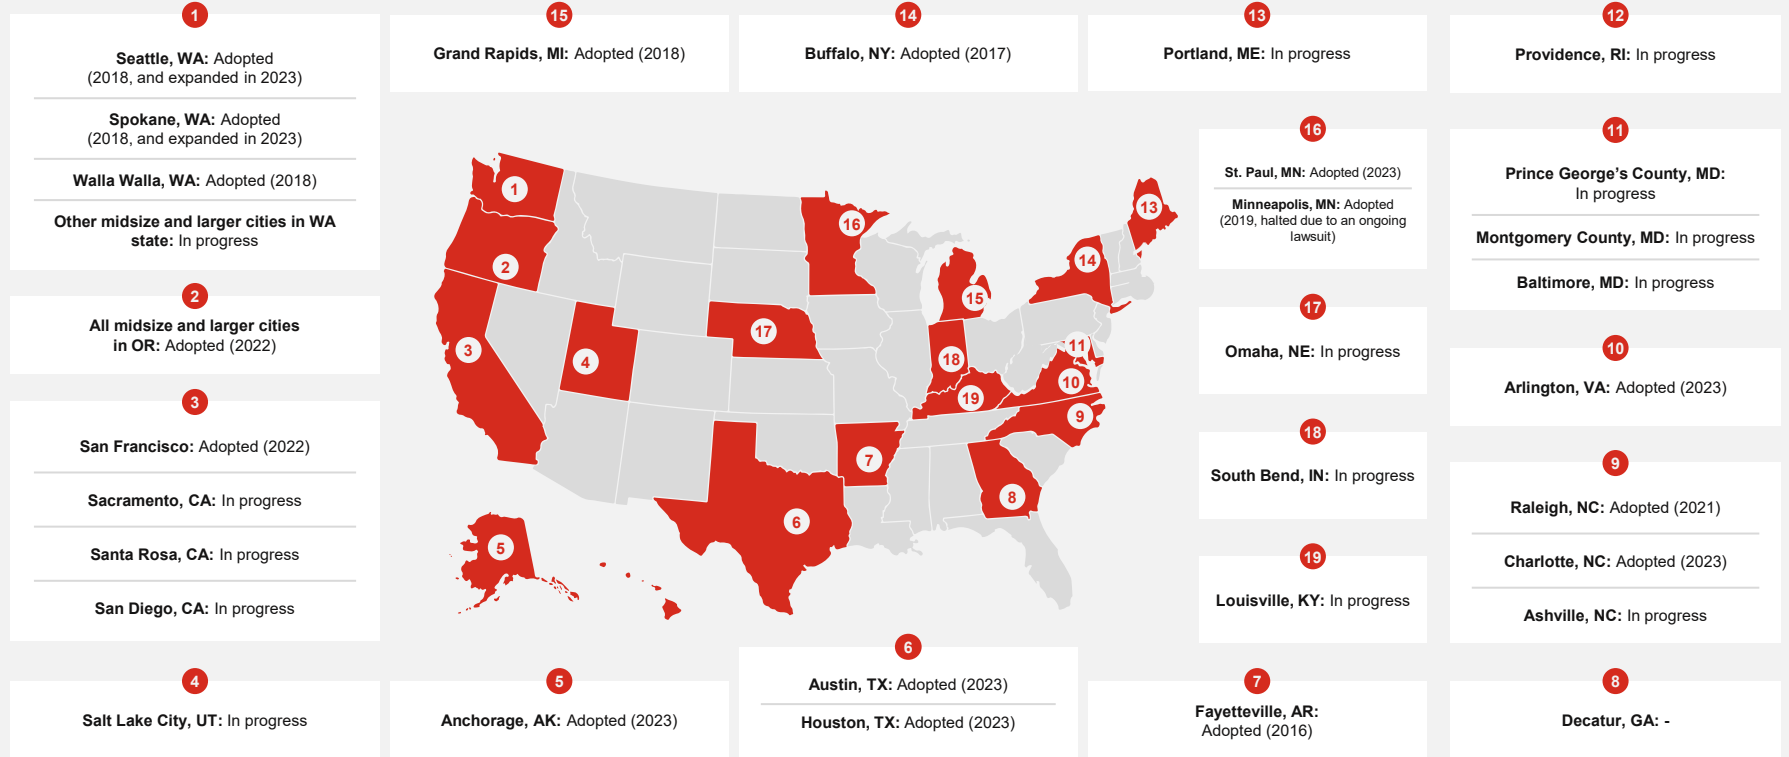 1
Seattle, WA: Adopted
(2018, and expanded in 2023)
Spokane, WA: Adopted
(2018, and expanded in 2023)
Walla Walla, WA: Adopted (2018)
Other midsize and larger cities in WA
state: In progress
15
Grand Rapids, MI: Adopted (2018)
14
Buffalo, NY: Adopted (2017)
13
Portland, ME: In progress
12
Providence, RI: In progress
2
All midsize and larger cities
in OR: Adopted (2022)
3
San Francisco: Adopted (2022)
Sacramento, CA: In progress
Santa Rosa, CA: In progress
San Diego, CA: In progress
4
Salt Lake City, UT: In progress
1
2
3
4
5
6
7
8
9
10
11
13
14
15
16
17
18
19
16
St. Paul, MN: Adopted (2023)
Minneapolis, MN: Adopted
(2019, halted due to an ongoing
lawsuit)
17
Omaha, NE: In progress
18
South Bend, IN: In progress
19
Louisville, KY: In progress
11
Prince George’s County, MD:
In progress
Montgomery County, MD: In progress
Baltimore, MD: In progress
10
Arlington, VA: Adopted (2023)
9
Raleigh, NC: Adopted (2021)
Charlotte, NC: Adopted (2023)
Ashville, NC: In progress
5
Anchorage, AK: Adopted (2023)
6
Austin, TX: Adopted (2023)
Houston, TX: Adopted (2023)
7
Fayetteville, AR:
Adopted (2016)
8
Decatur, GA: -